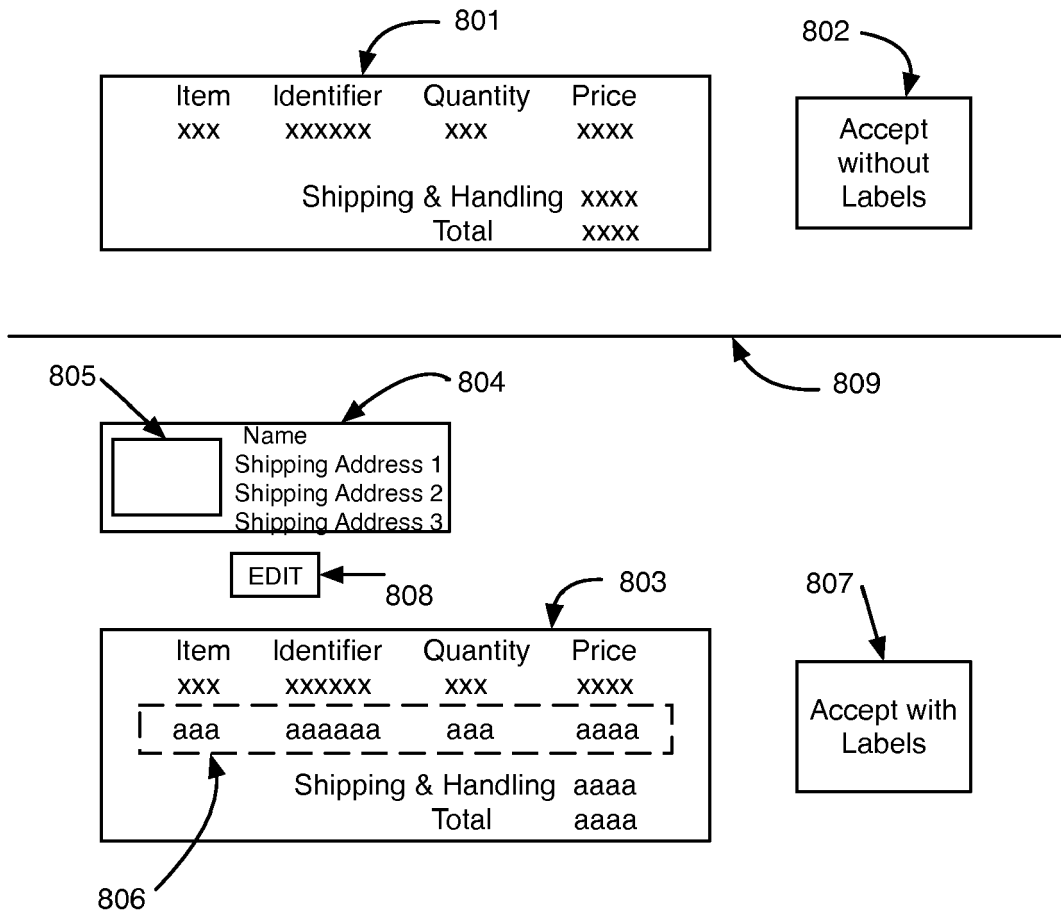 801
802
Item Identifier Quantity Price
xxx xxxxxx xxx xxxx
Shipping & Handling xxxx
Total xxxx
Accept
without
Labels
809
805
804
Name
Shipping Address 1
Shipping Address 2
Shipping Address 3
EDIT
808
803
807
Item Identifier Quantity Price
xxx xxxxxx xxx xxxx
aaa aaaaaa aaa aaaa
Shipping & Handling aaaa
Total aaaa
Accept with
Labels
806